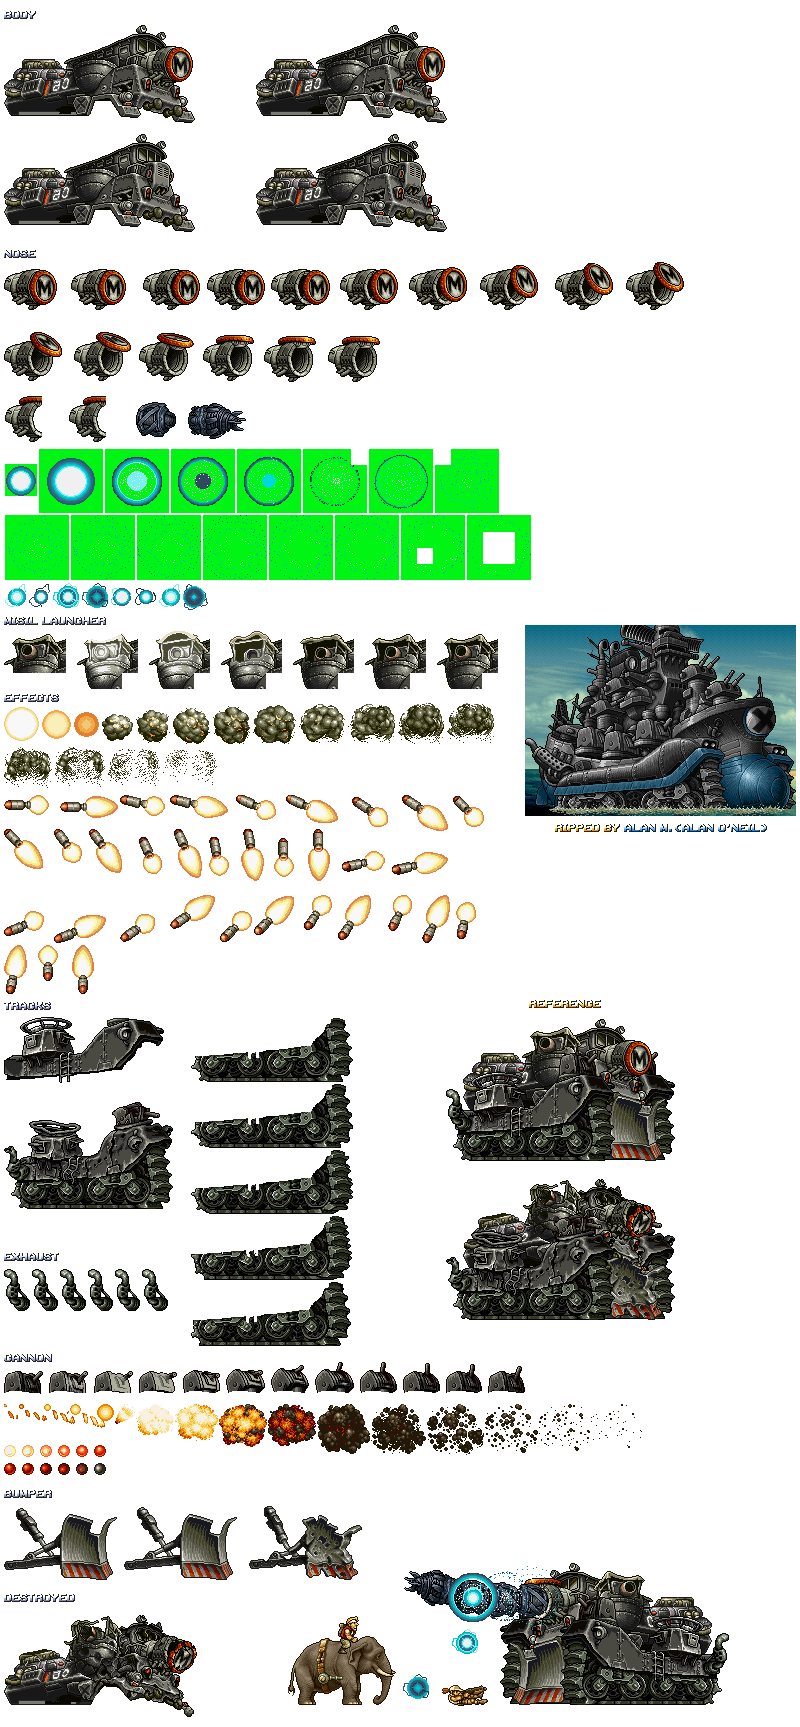 BODY
NOSE
MISIL LAUNCHER
EFFECTS
RIPPED BY ALAN M. (ALAN O'NEIL)
TRACKS
REFERENCE
EXHAUST
CANNON
BUMPER
DESTROYED